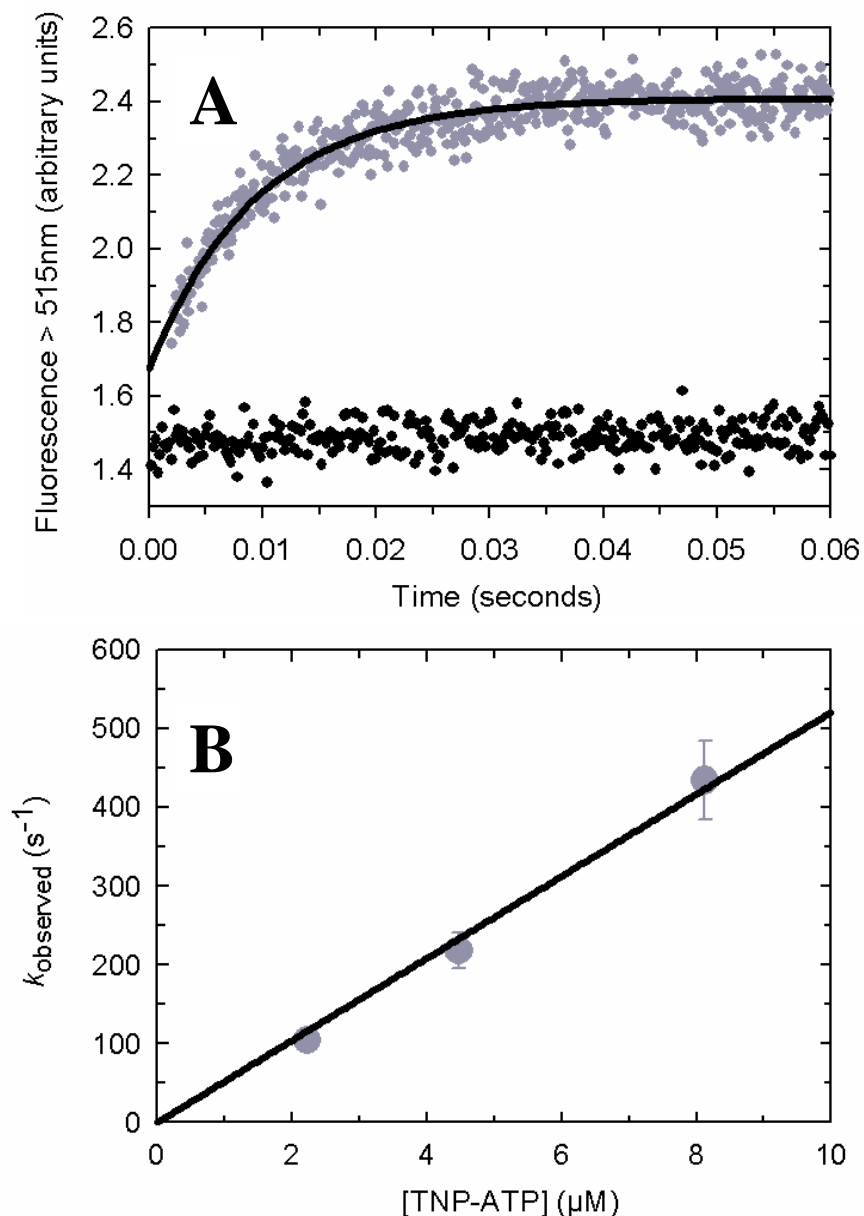 A
Fluorescence > 515nm (arbitrary units)
2.6
2.4
2.2
2.0
1.8
1.6
1.4
0.00 0.01 0.02 0.03 0.04 0.05 0.06
Time (seconds)
B
kobserved (s−1)
600
500
400
300
200
100
0
0 2 4 6 8 10
[TNP-ATP] (µM)